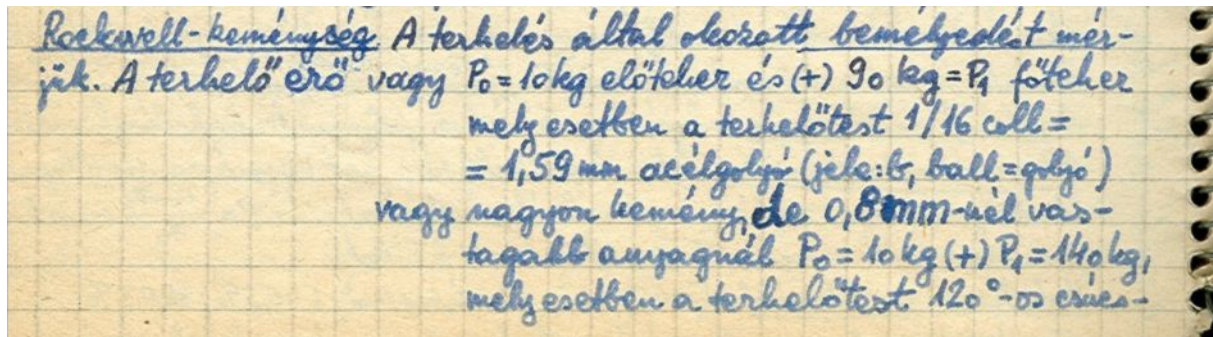 Rockwell-keménység A terhelés által okozott bemélyedést mér-
jük. A terhelő erő vagy P₀=10kg előteher és (+) 90 kg=P₁ főteher
mely esetben a terhelőtest 1/16 coll=
= 1,59 mm acélgolyó (jele:b, ball=golyó)
vagy nagyon kemény, de 0,8mm-nél vas-
tagabb anyagnál P₀=10kg (+) P₁=140kg,
mely esetben a terhelőtest 120°-os csúcs-